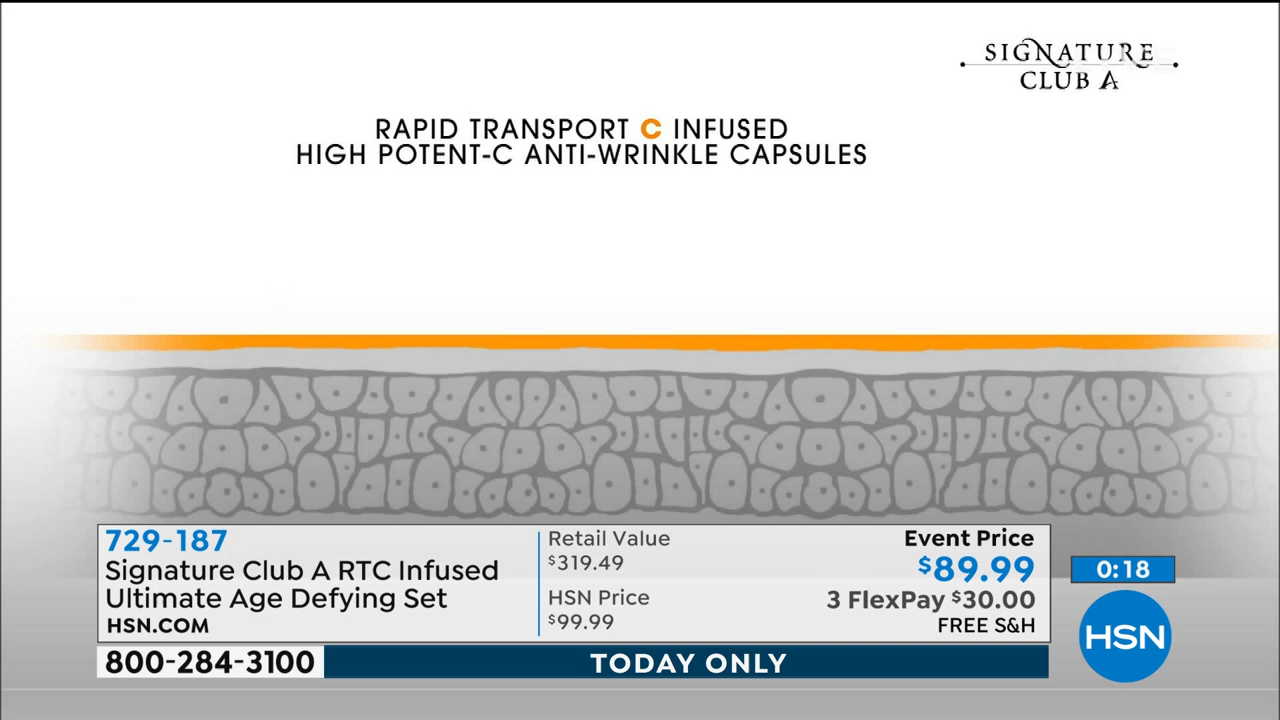 SIGNATURE
CLUB A
RAPID TRANSPORT C INFUSED
HIGH POTENT-C ANTI-WRINKLE CAPSULES
729-187
Signature Club A RTC Infused
Ultimate Age Defying Set
HSN.COM
Retail Value
$319.49
HSN Price
$99.99
Event Price
$89.99
3 FlexPay $30.00
FREE S&H
0:18
HSN
800-284-3100
TODAY ONLY